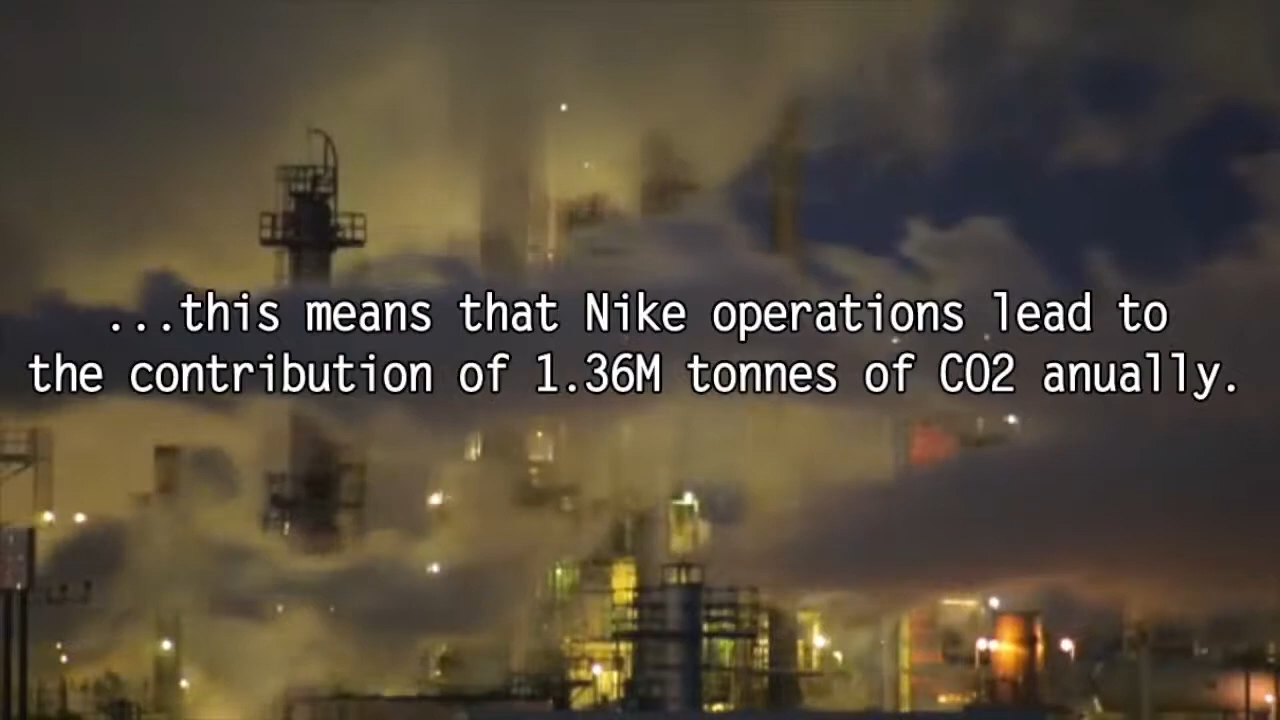 ...this means that Nike operations lead to
the contribution of 1.36M tonnes of CO2 anually.